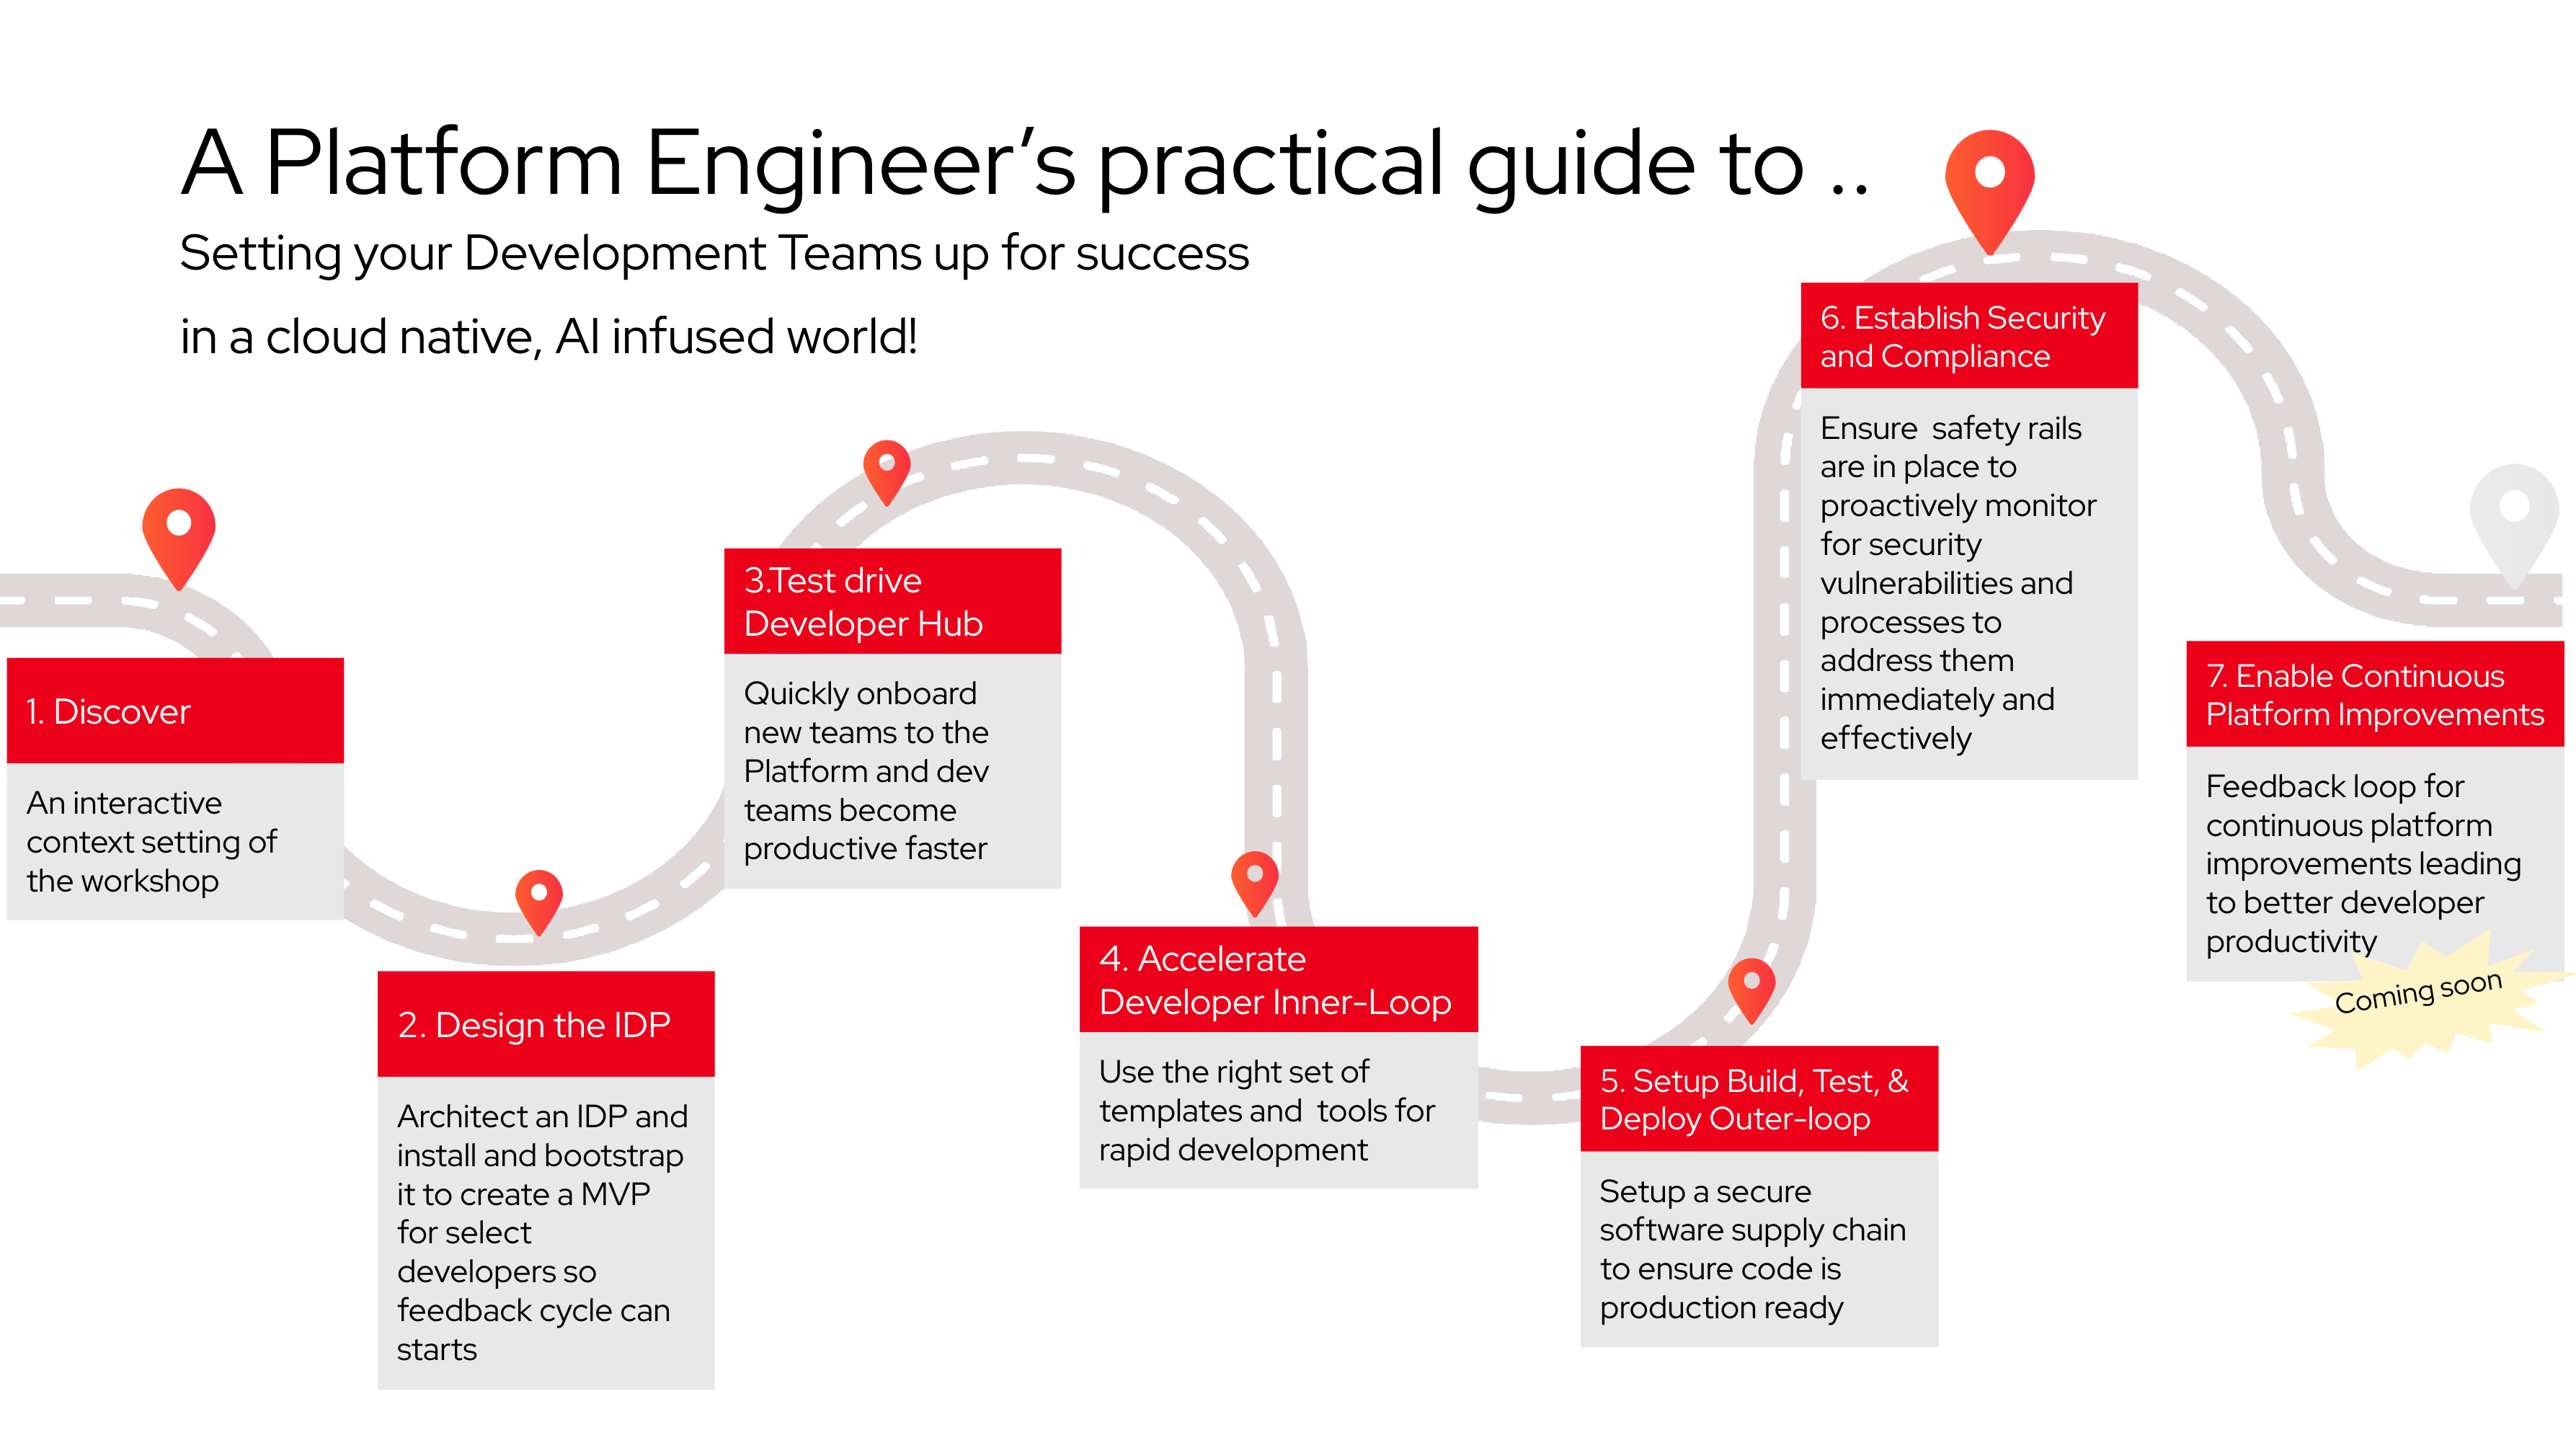 A Platform Engineer’s practical guide to ..
Setting your Development Teams up for success
in a cloud native, AI infused world!
1. Discover
An interactive
context setting of
the workshop
2. Design the IDP
Architect an IDP and
install and bootstrap
it to create a MVP
for select
developers so
feedback cycle can
starts
3.Test drive
Developer Hub
Quickly onboard
new teams to the
Platform and dev
teams become
productive faster
4. Accelerate
Developer Inner-Loop
Use the right set of
templates and  tools for
rapid development
5. Setup Build, Test, &
Deploy Outer-loop
Setup a secure
software supply chain
to ensure code is
production ready
6. Establish Security
and Compliance
Ensure  safety rails
are in place to
proactively monitor
for security
vulnerabilities and
processes to
address them
immediately and
effectively
7. Enable Continuous
Platform Improvements
Feedback loop for
continuous platform
improvements leading
to better developer
productivity
Coming soon